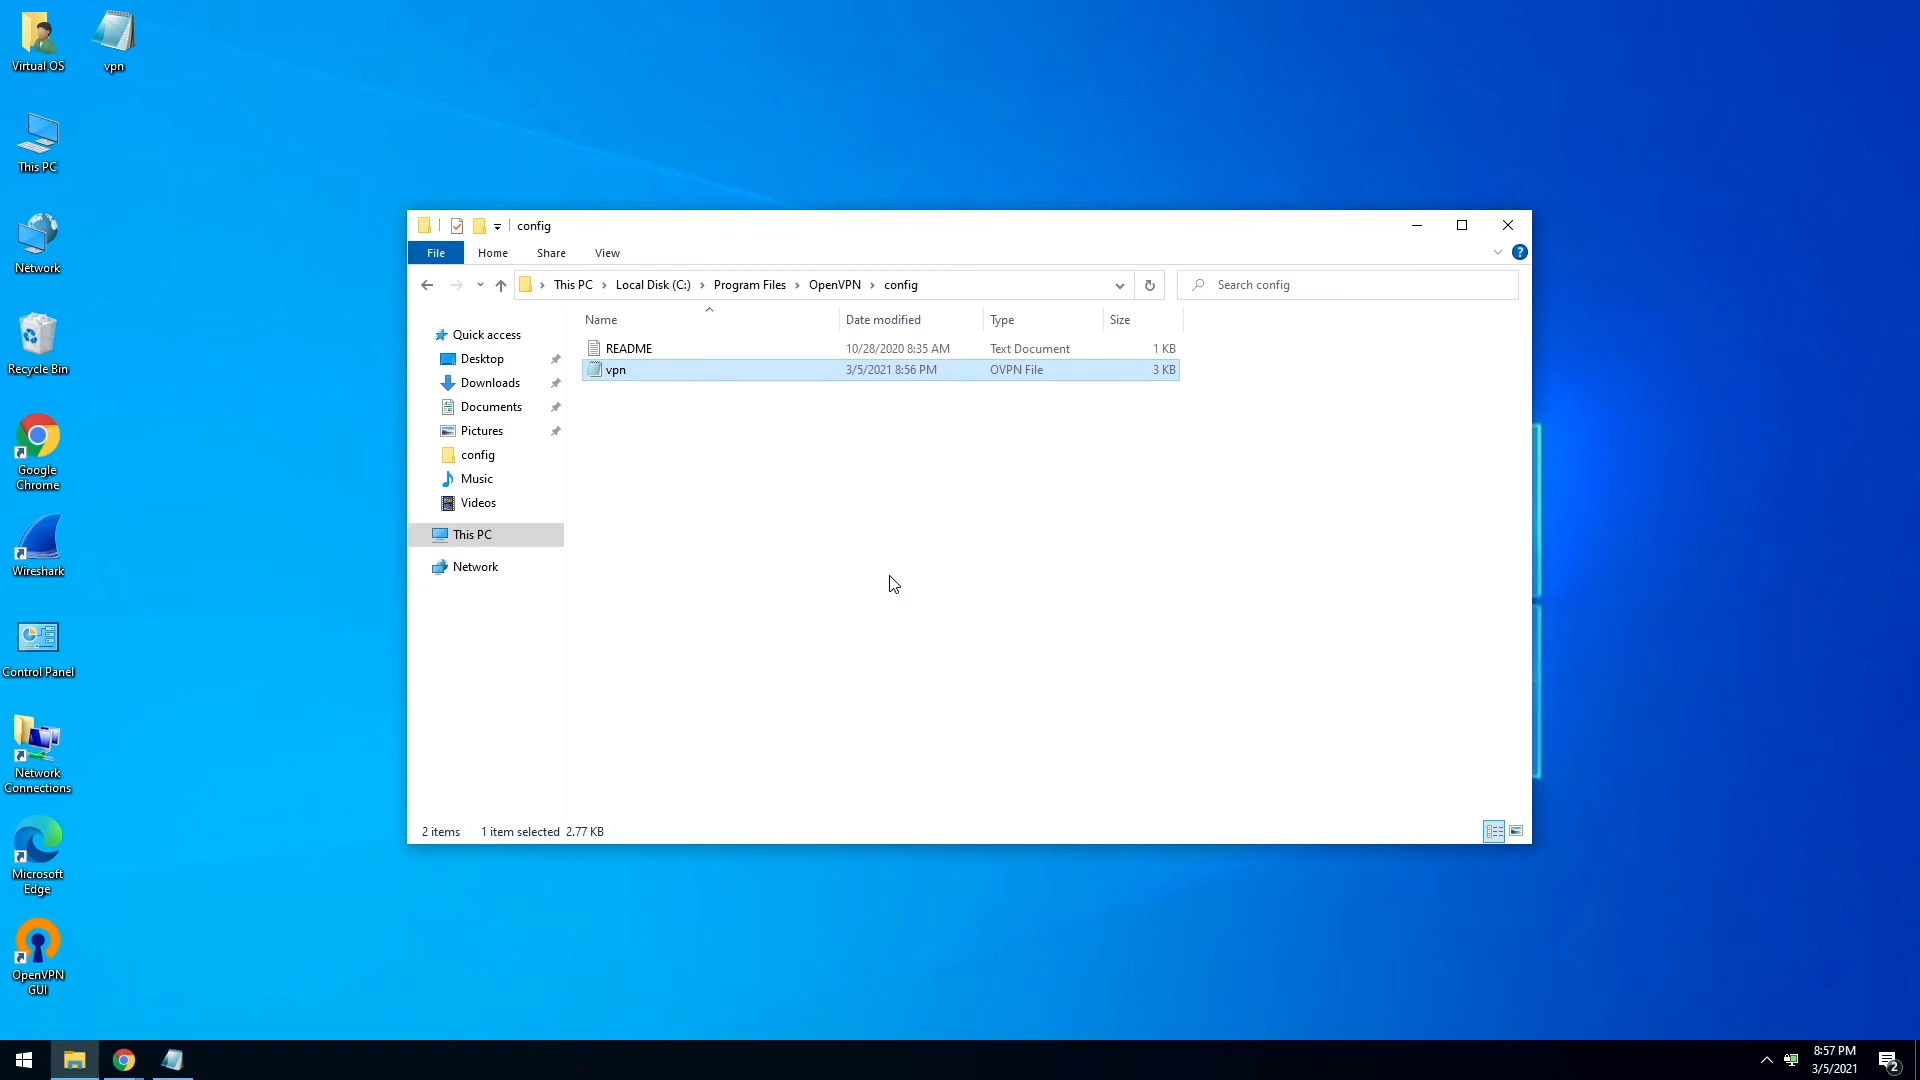 Virtual OS
vpn
This PC
Network
Recycle Bin
Google
Chrome
Wireshark
Control Panel
Network
Connections
Microsoft
Edge
OpenVPN
GUI
config
File Home Share View
?
This PC Local Disk (C:) Program Files OpenVPN config
Search config
Name Date modified Type Size
README 10/28/2020 8:35 AM Text Document 1 KB
vpn 3/5/2021 8:56 PM OVPN File 3 KB
Quick access
Desktop
Downloads
Documents
Pictures
config
Music
Videos
This PC
Network
2 items 1 item selected 2.77 KB
8:57 PM
3/5/2021
2